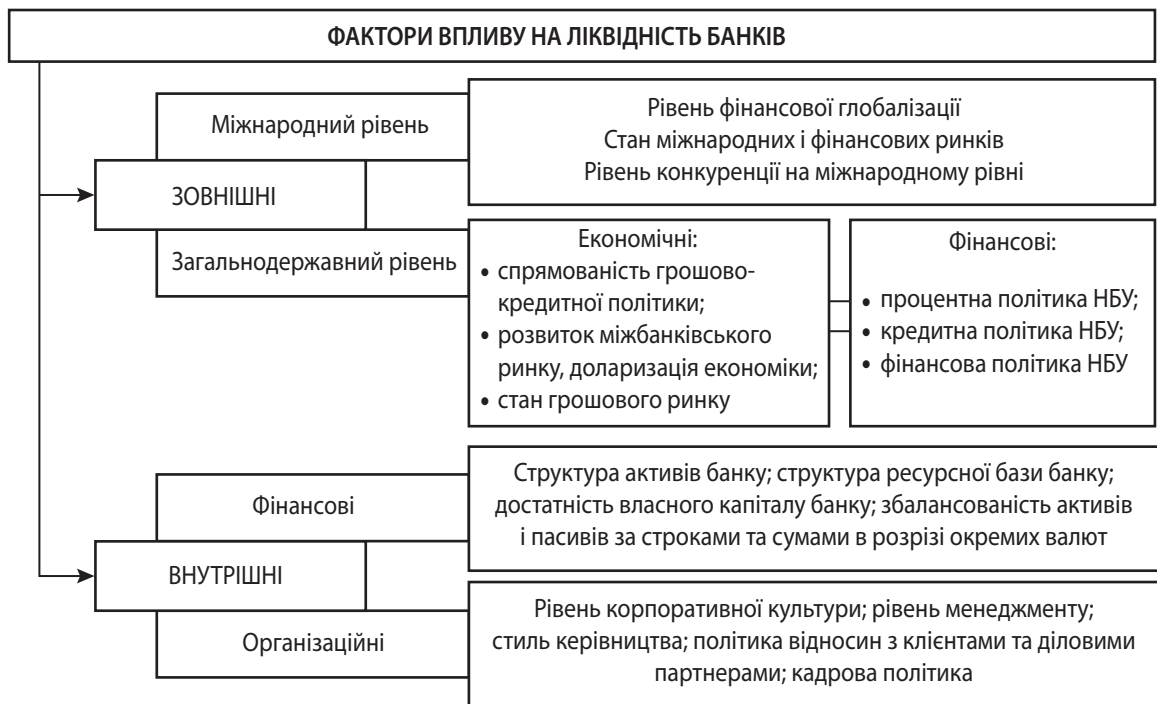 ФАКТОРИ ВПЛИВУ НА ЛІКВІДНІСТЬ БАНКІВ
Міжнародний рівень
Рівень фінансової глобалізації
Стан міжнародних і фінансових ринків
Рівень конкуренції на міжнародному рівні
ЗОВНІШНІ
Загальнодержавний рівень
Економічні:
• спрямованість грошово-
кредитної політики;
• розвиток міжбанківського
ринку, доларизація економіки;
• стан грошового ринку
Фінансові:
• процентна політика НБУ;
• кредитна політика НБУ;
• фінансова політика НБУ
Фінансові
Структура активів банку; структура ресурсної бази банку;
достатність власного капіталу банку; збалансованість активів
і пасивів за строками та сумами в розрізі окремих валют
ВНУТРІШНІ
Організаційні
Рівень корпоративної культури; рівень менеджменту;
стиль керівництва; політика відносин з клієнтами та діловими
партнерами; кадрова політика